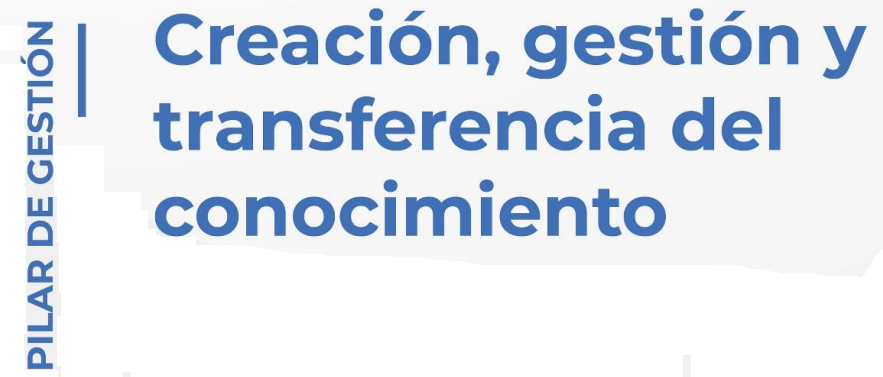 PILAR DE GESTIÓN
Creación, gestión y
transferencia del
conocimiento